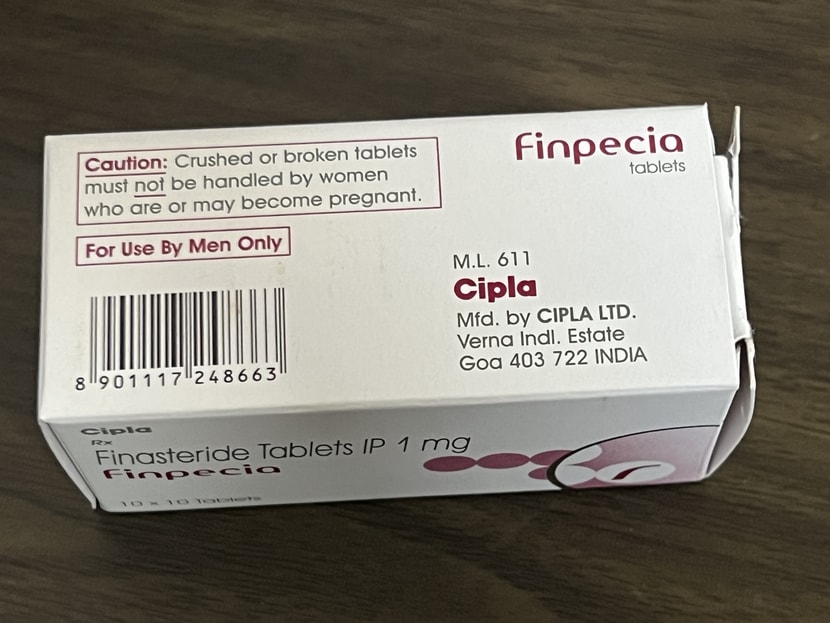 Caution: Crushed or broken tablets
must not be handled by women
who are or may become pregnant.
For Use By Men Only
8 901117 248663
Finpecia
tablets
M.L. 611
Cipla
Mfd. by CIPLA LTD.
Verna Indl. Estate
Goa 403 722 INDIA
Cipla
Rx
Finasteride Tablets IP 1 mg
Finpecia
10 x 10 Tablets